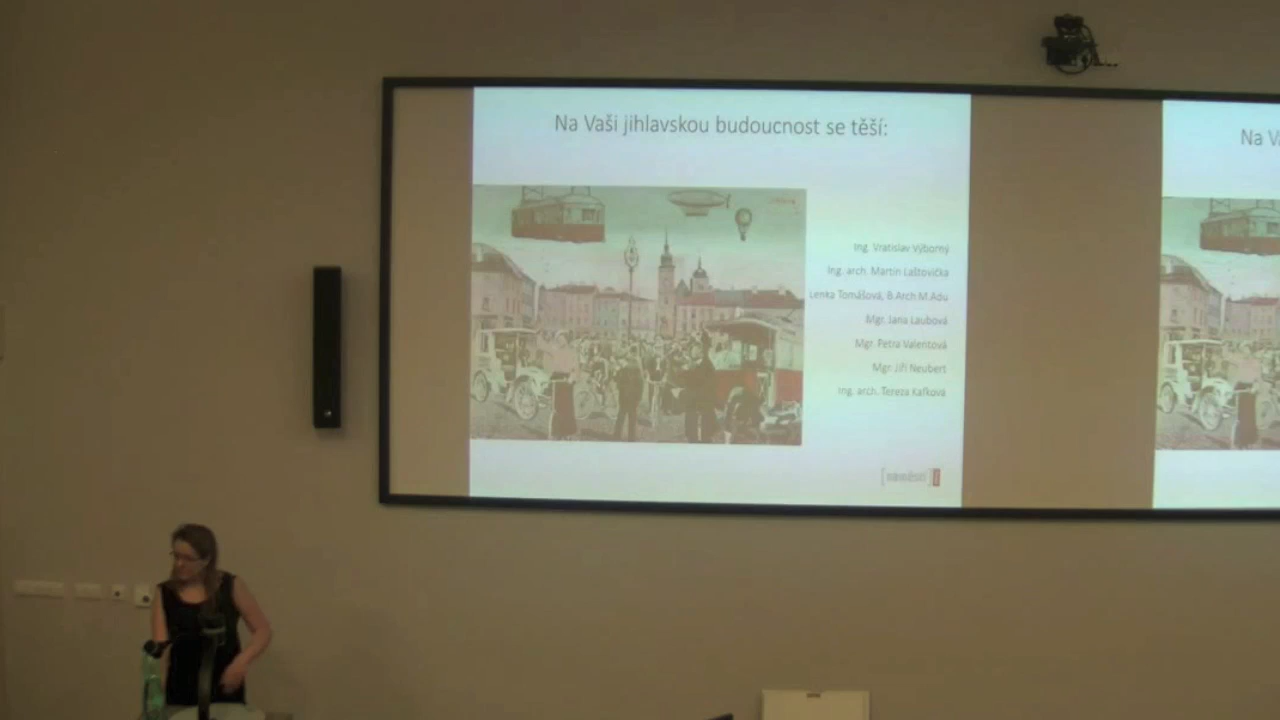 Na Vaši jihlavskou budoucnost se těší:
Ing. Vratislav Výborný
Ing. arch. Martin Laštovička
Lenka Tomášová, B.Arch M.Adu
Mgr. Jana Laubová
Mgr. Petra Valentová
Mgr. Jiří Neubert
Ing. arch. Tereza Kafková
Na